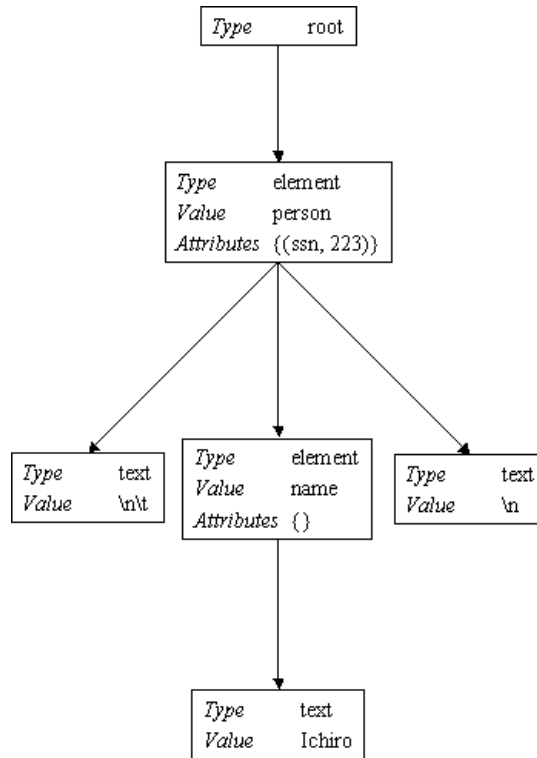 Type root
Type element
Value person
Attributes {(ssn, 223)}
Type text
Value \n\t
Type element
Value name
Attributes {}
Type text
Value \n
Type text
Value Ichiro